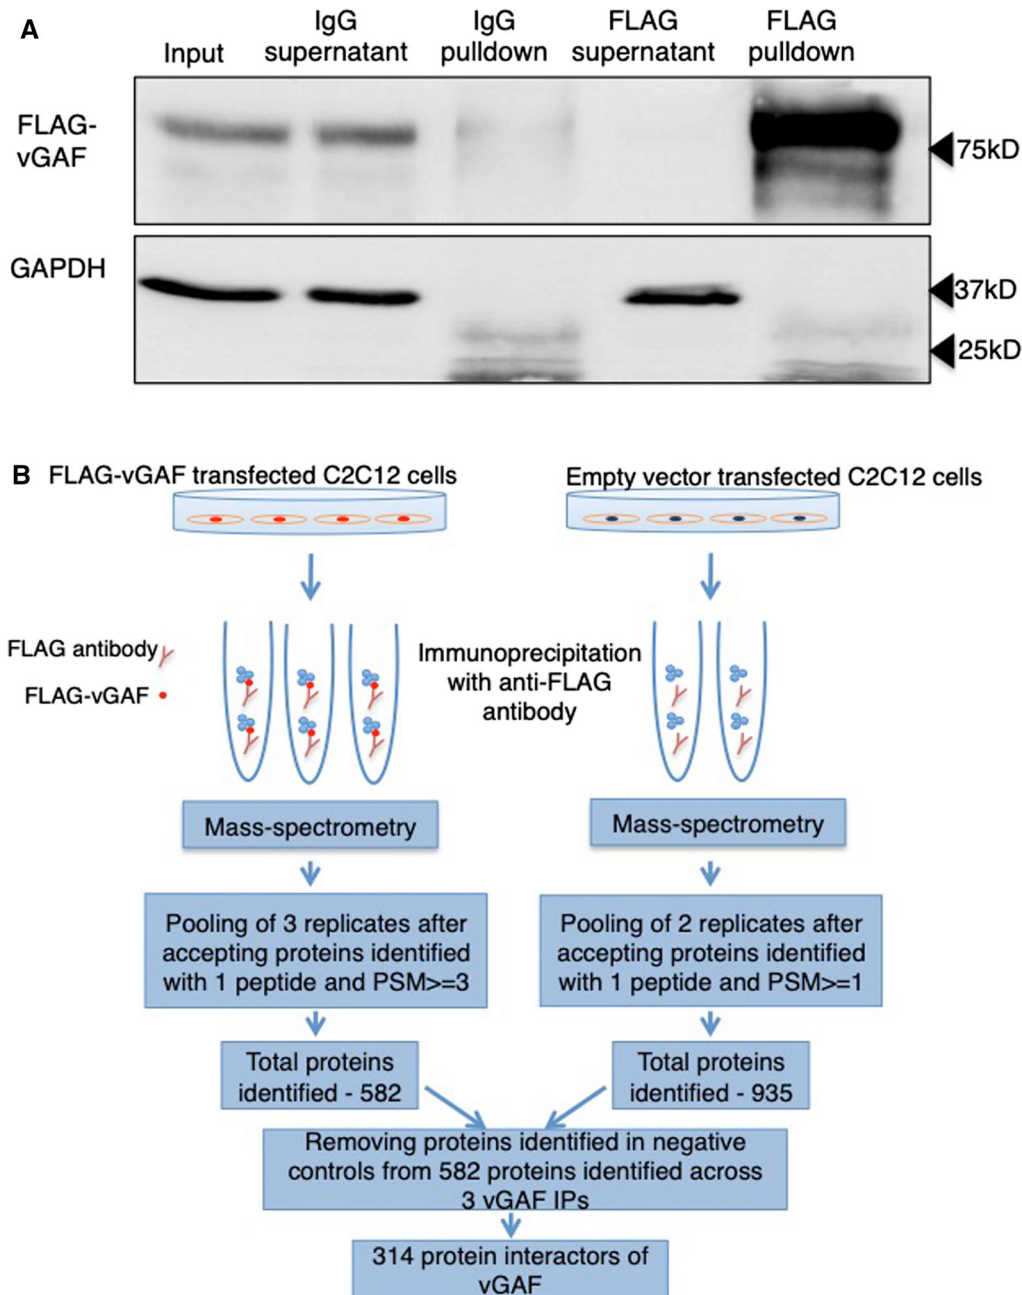 A
Input
IgG
supernatant
IgG
pulldown
FLAG
supernatant
FLAG
pulldown
FLAG-
vGAF
75kD
GAPDH
37kD
25kD
B
FLAG-vGAF transfected C2C12 cells
Empty vector transfected C2C12 cells
FLAG antibody
FLAG-vGAF
Immunoprecipitation
with anti-FLAG
antibody
Mass-spectrometry
Mass-spectrometry
Pooling of 3 replicates after
accepting proteins identified
with 1 peptide and PSM>=3
Pooling of 2 replicates after
accepting proteins identified
with 1 peptide and PSM>=1
Total proteins
identified - 582
Total proteins
identified - 935
Removing proteins identified in negative
controls from 582 proteins identified across
3 vGAF IPs
314 protein interactors of
vGAF